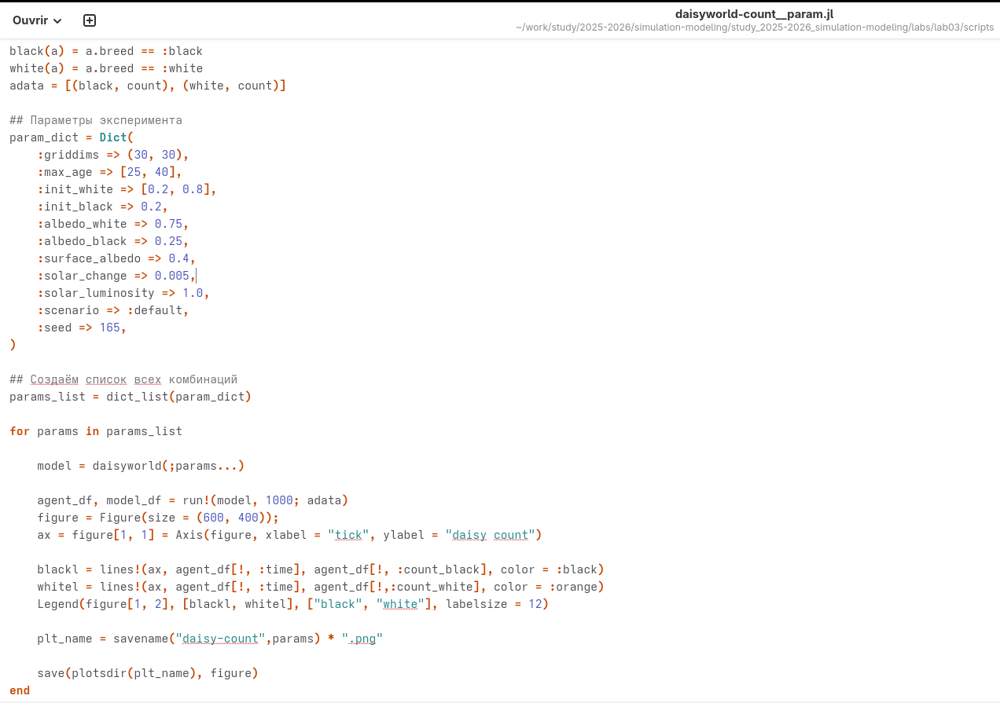 Ouvrir
daisyworld-count__param.jl
~/work/study/2025-2026/simulation-modeling/study_2025-2026_simulation-modeling/labs/lab03/scripts
black(a) = a.breed == :black
white(a) = a.breed == :white
adata = [(black, count), (white, count)]
## Параметры эксперимента
param_dict = Dict(
    :griddims => (30, 30),
    :max_age => [25, 40],
    :init_white => [0.2, 0.8],
    :init_black => 0.2,
    :albedo_white => 0.75,
    :albedo_black => 0.25,
    :surface_albedo => 0.4,
    :solar_change => 0.005,
    :solar_luminosity => 1.0,
    :scenario => :default,
    :seed => 165,
)
## Создаём список всех комбинаций
params_list = dict_list(param_dict)
for params in params_list
    model = daisyworld(;params...)
    agent_df, model_df = run!(model, 1000; adata)
    figure = Figure(size = (600, 400));
    ax = figure[1, 1] = Axis(figure, xlabel = "tick", ylabel = "daisy count")
    blackl = lines!(ax, agent_df[!, :time], agent_df[!, :count_black], color = :black)
    whitel = lines!(ax, agent_df[!, :time], agent_df[!,:count_white], color = :orange)
    Legend(figure[1, 2], [blackl, whitel], ["black", "white"], labelsize = 12)
    plt_name = savename("daisy-count",params) * ".png"
    save(plotsdir(plt_name), figure)
end